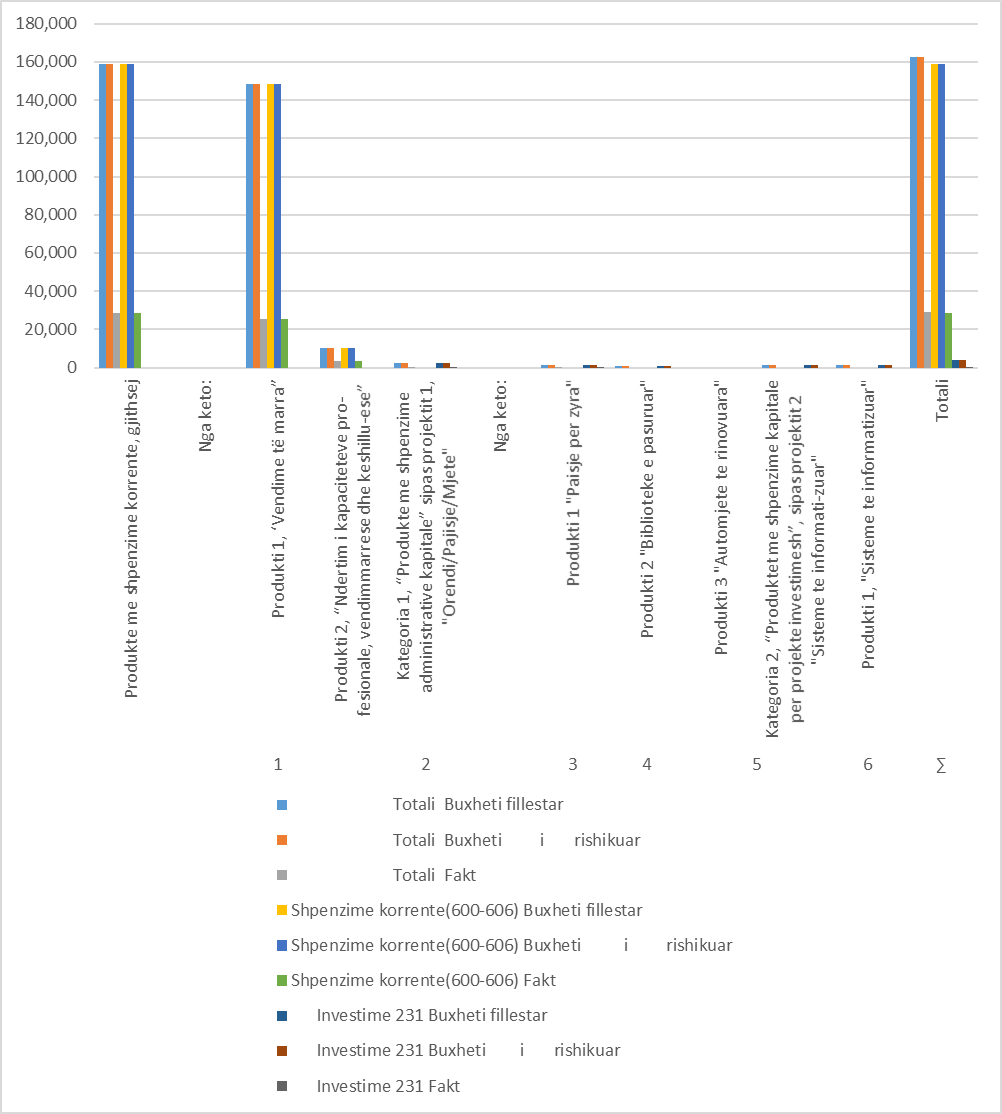 180,000
160,000
140,000
120,000
100,000
80,000
60,000
40,000
20,000
0
Produkte me shpenzime korrente, gjithsej
Nga keto:
Produkti 1, “Vendime të marra”
Produkti 2, “Ndertim i kapaciteteve pro-
fesionale, vendimmarrese dhe keshillu-ese”
Kategoria 1, “Produkte me shpenzime
administrative kapitale” sipas projektit 1,
"Orendi/Pajisje/Mjete"
Nga keto:
Produkti 1 "Paisje per zyra"
Produkti 2 "Biblioteke e pasuruar"
Produkti 3 "Automjete te rinovuara"
Kategoria 2, “Produktet me shpenzime kapitale
per projekte investimesh”, sipas projektit 2
"Sisteme te informati-zuar"
Produkti 1, "Sisteme te informatizuar"
Totali
1 2 3 4 5 6 ∑
Totali Buxheti fillestar
Totali Buxheti i rishikuar
Totali Fakt
Shpenzime korrente(600-606) Buxheti fillestar
Shpenzime korrente(600-606) Buxheti i rishikuar
Shpenzime korrente(600-606) Fakt
Investime 231 Buxheti fillestar
Investime 231 Buxheti i rishikuar
Investime 231 Fakt